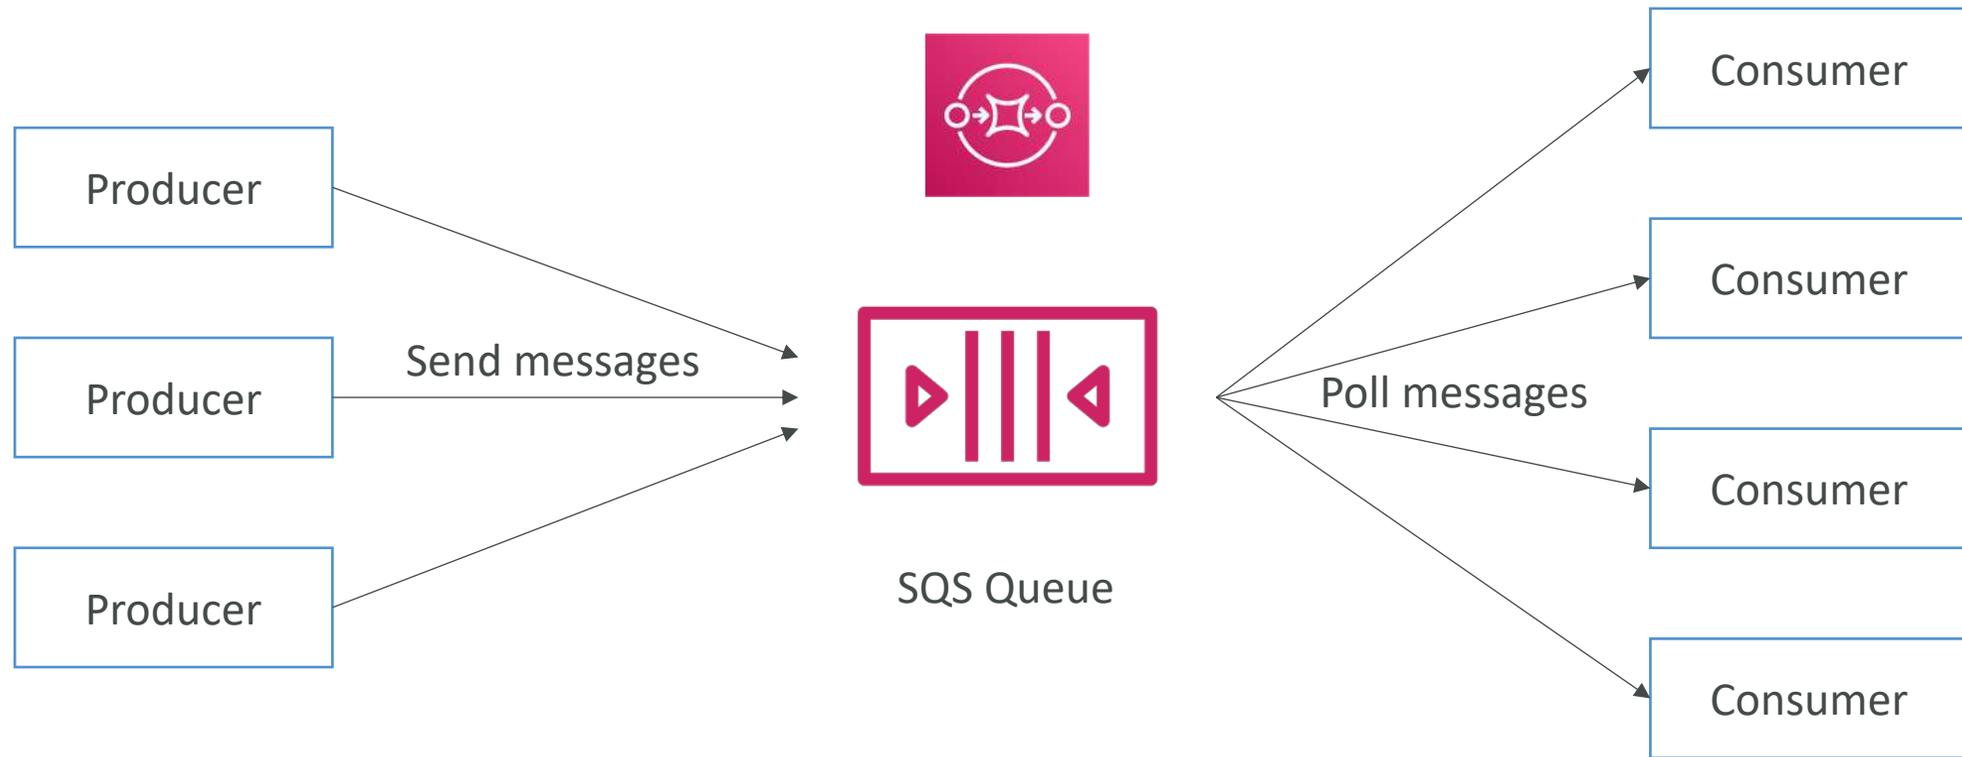 Producer
Producer
Producer
Send messages
SQS Queue
Poll messages
Consumer
Consumer
Consumer
Consumer